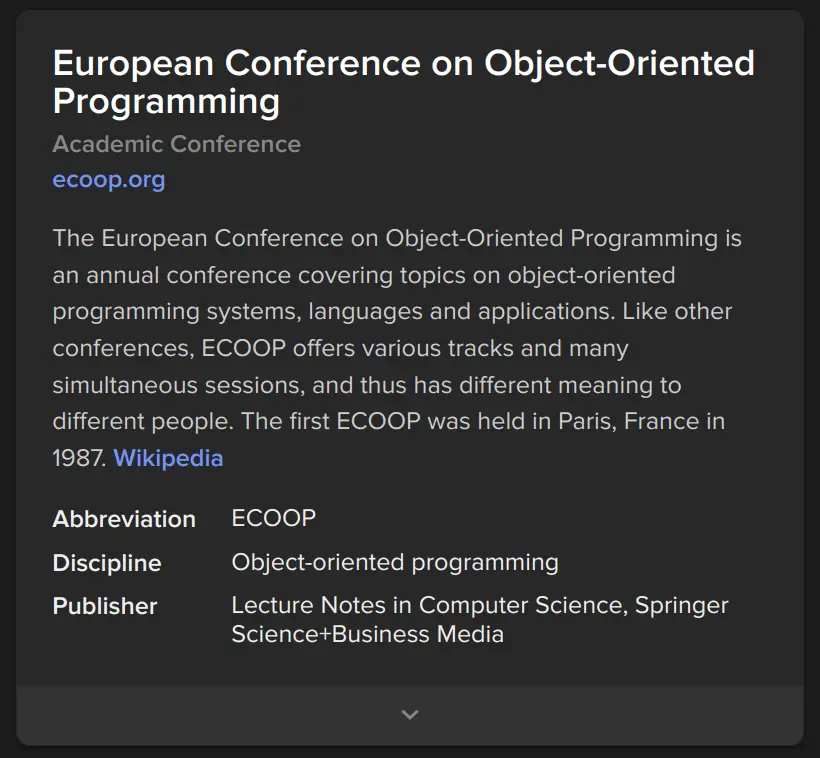 European Conference on Object-Oriented
Programming
Academic Conference
ecoop.org
The European Conference on Object-Oriented Programming is
an annual conference covering topics on object-oriented
programming systems, languages and applications. Like other
conferences, ECOOP offers various tracks and many
simultaneous sessions, and thus has different meaning to
different people. The first ECOOP was held in Paris, France in
1987. Wikipedia
Abbreviation ECOOP
Discipline Object-oriented programming
Publisher Lecture Notes in Computer Science, Springer
Science+Business Media